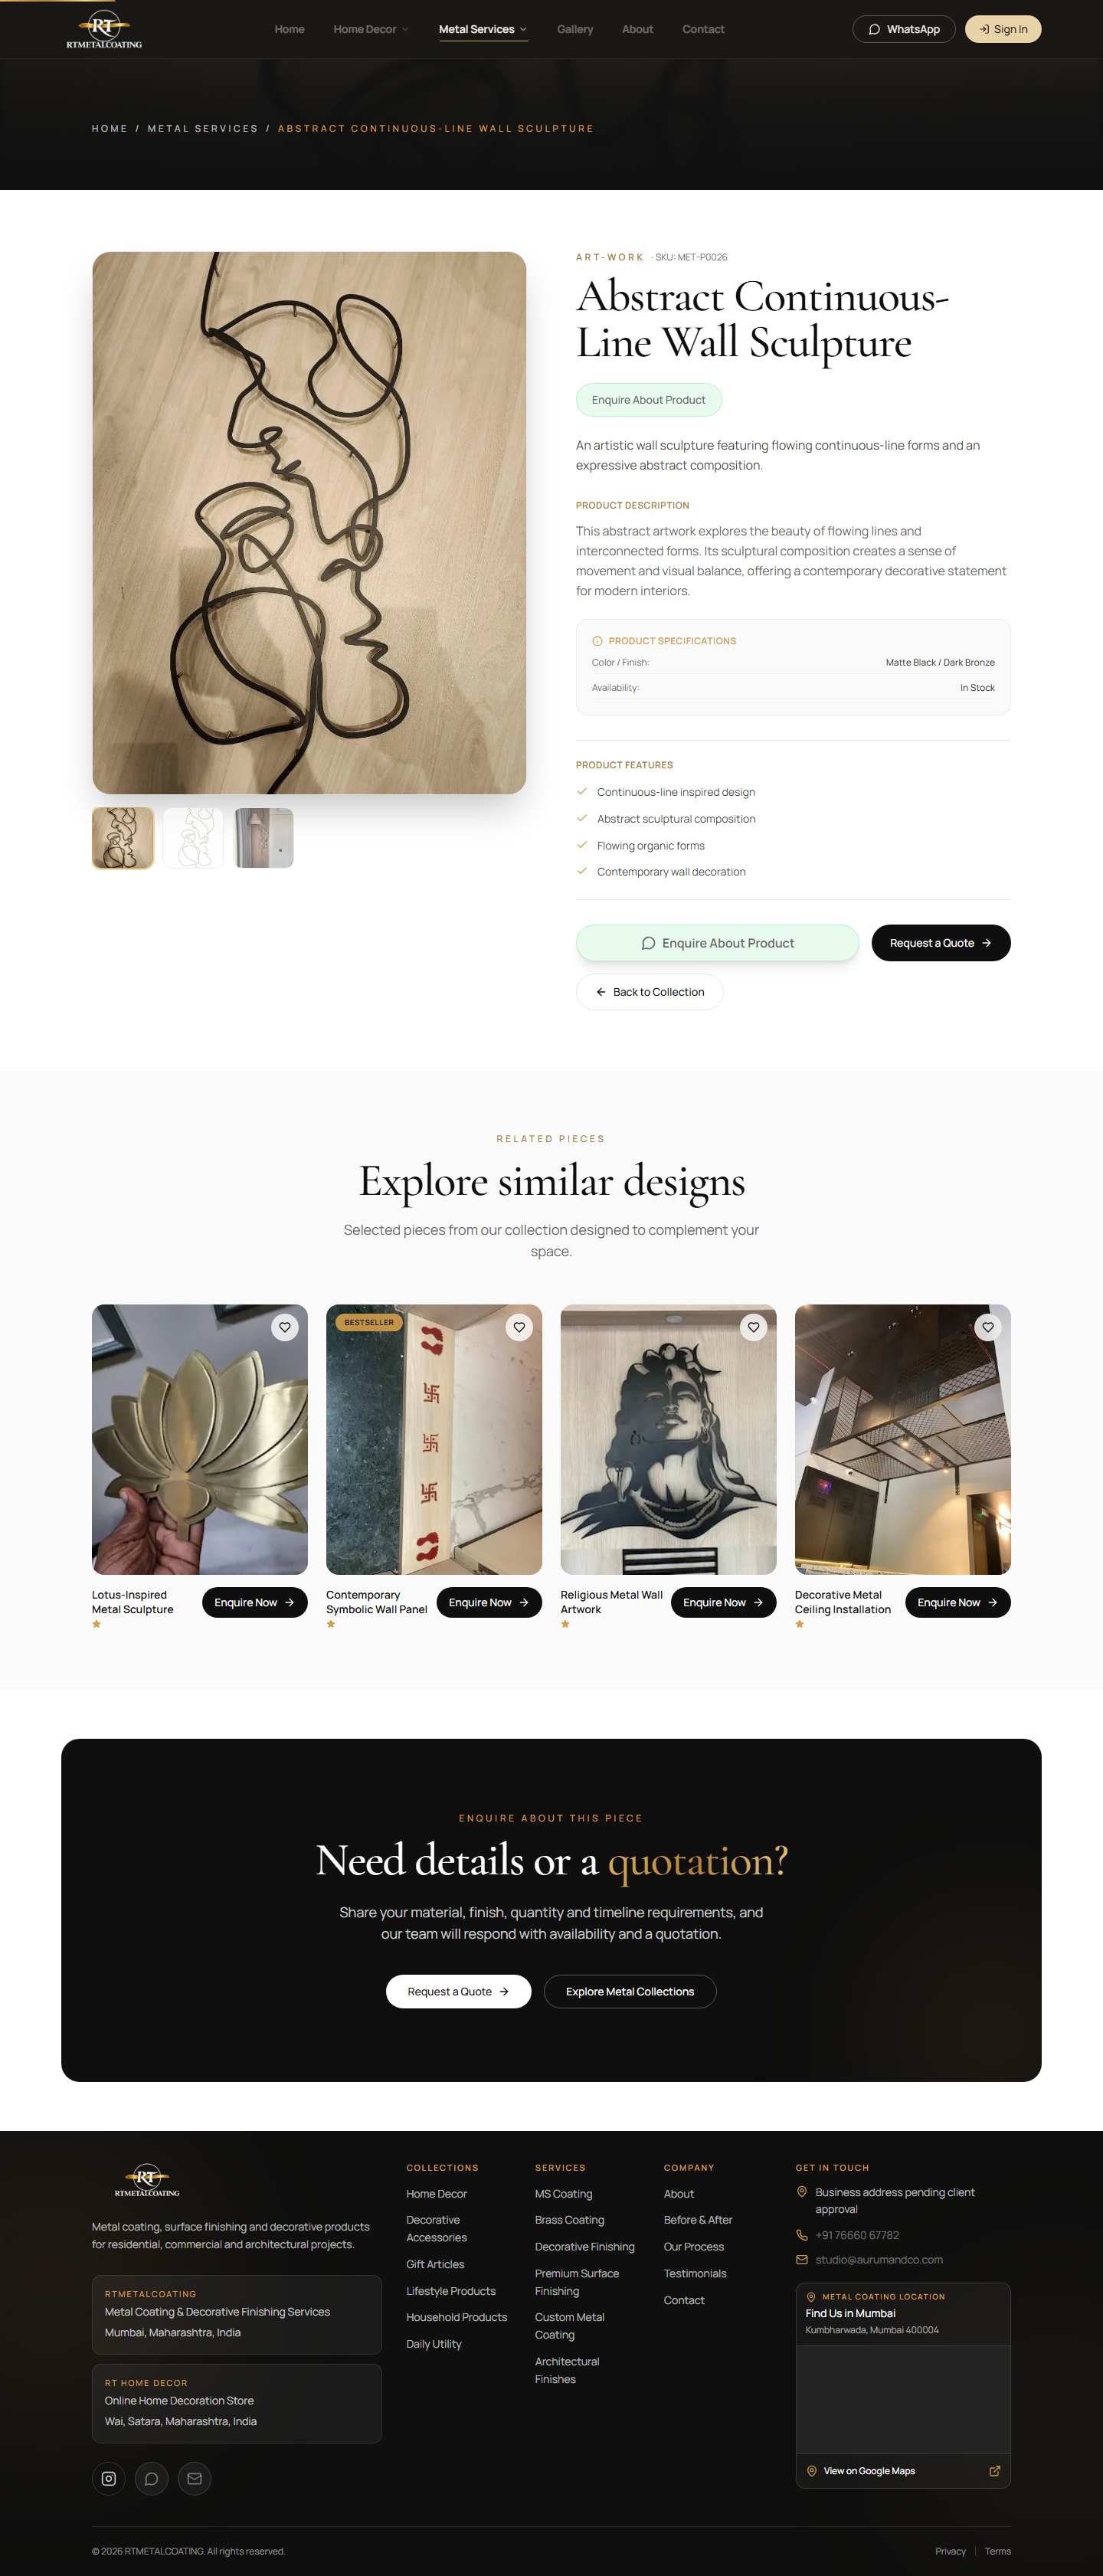 RT
RTMETALCOATING
Home
Home Decor
Metal Services
Gallery
About
Contact
WhatsApp
Sign In
HOME / METAL SERVICES / ABSTRACT CONTINUOUS-LINE WALL SCULPTURE
ART-WORK · SKU: MET-P0026
Abstract Continuous-
Line Wall Sculpture
Enquire About Product
An artistic wall sculpture featuring flowing continuous-line forms and an
expressive abstract composition.
PRODUCT DESCRIPTION
This abstract artwork explores the beauty of flowing lines and
interconnected forms. Its sculptural composition creates a sense of
movement and visual balance, offering a contemporary decorative statement
for modern interiors.
PRODUCT SPECIFICATIONS
Color / Finish: Matte Black / Dark Bronze
Availability: In Stock
PRODUCT FEATURES
Continuous-line inspired design
Abstract sculptural composition
Flowing organic forms
Contemporary wall decoration
Enquire About Product
Request a Quote
Back to Collection
RELATED PIECES
Explore similar designs
Selected pieces from our collection designed to complement your
space.
BESTSELLER
Lotus-Inspired
Metal Sculpture
Enquire Now
Contemporary
Symbolic Wall Panel
Enquire Now
Religious Metal Wall
Artwork
Enquire Now
Decorative Metal
Ceiling Installation
Enquire Now
ENQUIRE ABOUT THIS PIECE
Need details or a quotation?
Share your material, finish, quantity and timeline requirements, and
our team will respond with availability and a quotation.
Request a Quote
Explore Metal Collections
RT
RTMETALCOATING
Metal coating, surface finishing and decorative products
for residential, commercial and architectural projects.
RTMETALCOATING
Metal Coating & Decorative Finishing Services
Mumbai, Maharashtra, India
RT HOME DECOR
Online Home Decoration Store
Wai, Satara, Maharashtra, India
COLLECTIONS
Home Decor
Decorative
Accessories
Gift Articles
Lifestyle Products
Household Products
Daily Utility
SERVICES
MS Coating
Brass Coating
Decorative Finishing
Premium Surface
Finishing
Custom Metal
Coating
Architectural
Finishes
COMPANY
About
Before & After
Our Process
Testimonials
Contact
GET IN TOUCH
Business address pending client
approval
+91 76660 67782
studio@aurumandco.com
METAL COATING LOCATION
Find Us in Mumbai
Kumbharwada, Mumbai 400004
View on Google Maps
© 2026 RTMETALCOATING. All rights reserved.
Privacy | Terms